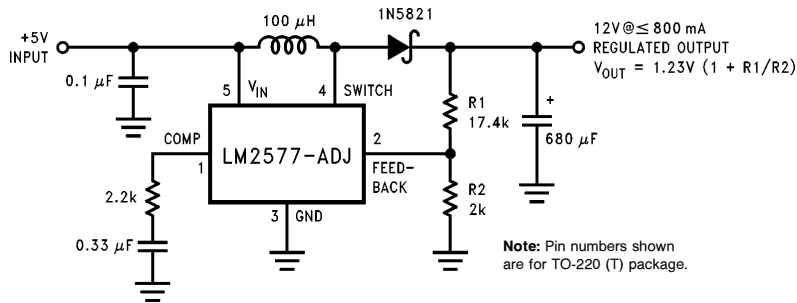 +5V
INPUT
0.1 μF
100 μH
1N5821
12V@≤ 800 mA
REGULATED OUTPUT
VOUT = 1.23V (1 + R1/R2)
5
VIN
4
SWITCH
R1
17.4k
+
680 μF
COMP
1
LM2577-ADJ
2
FEED-
BACK
2.2k
0.33 μF
3
GND
R2
2k
Note: Pin numbers shown
are for TO-220 (T) package.